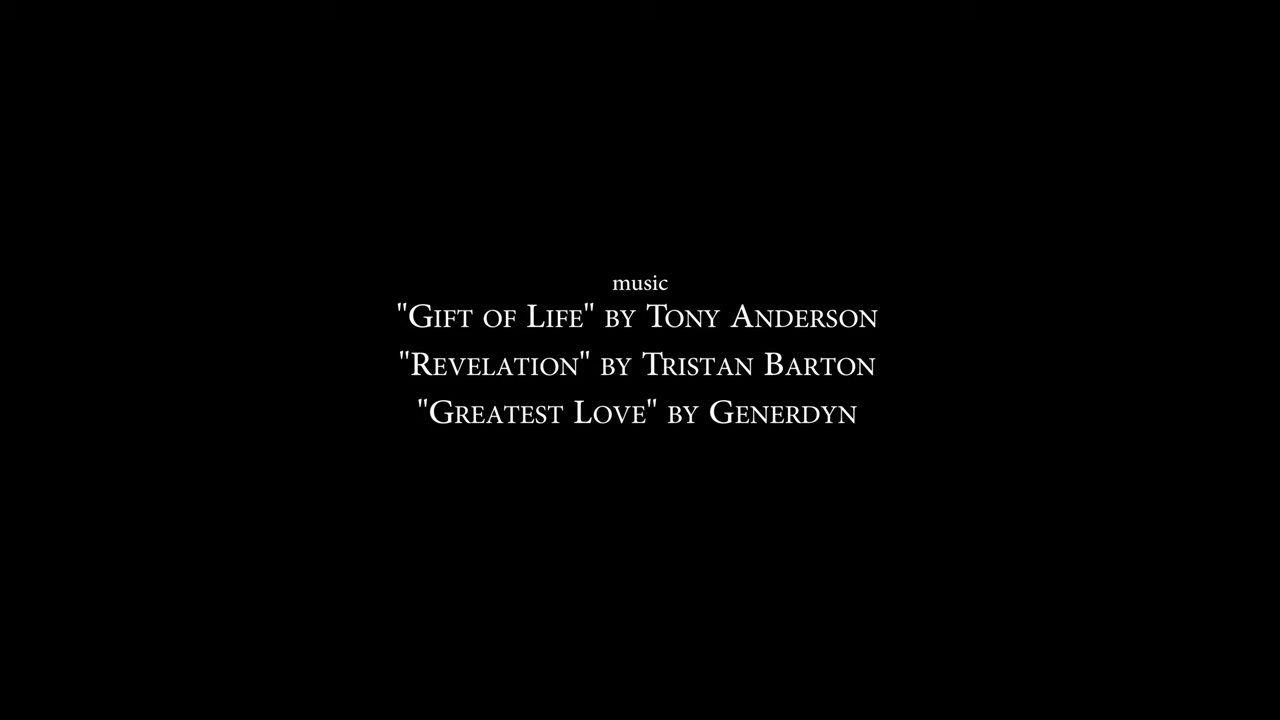 music
"Gift of Life" by Tony Anderson
"Revelation" by Tristan Barton
"Greatest Love" by Generdyn